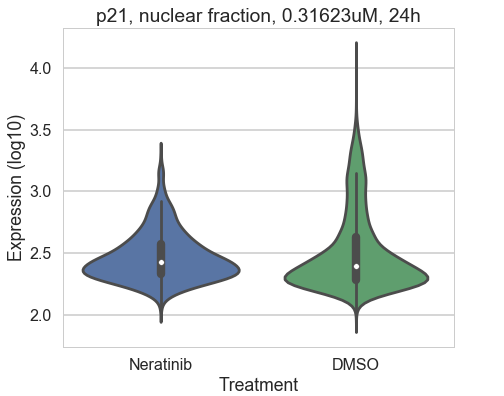 p21, nuclear fraction, 0.31623uM, 24h
Expression (log10)
4.0
3.5
3.0
2.5
2.0
Neratinib
DMSO
Treatment